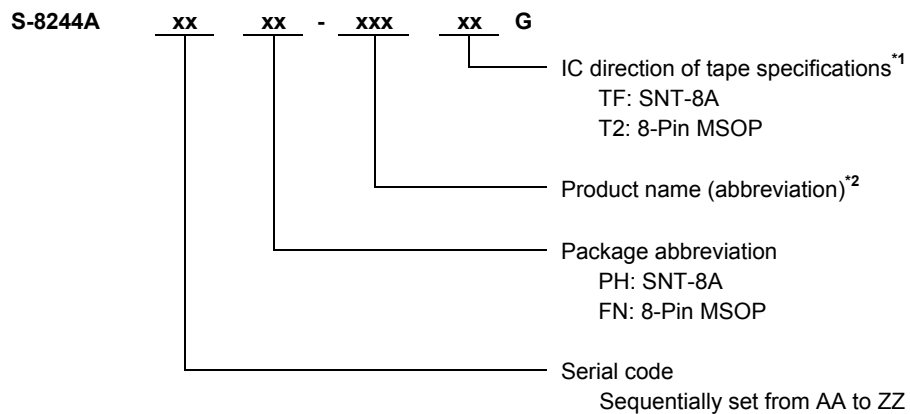 S-8244A xx xx - xxx xx G
IC direction of tape specifications*1
TF: SNT-8A
T2: 8-Pin MSOP
Product name (abbreviation)*2
Package abbreviation
PH: SNT-8A
FN: 8-Pin MSOP
Serial code
Sequentially set from AA to ZZ